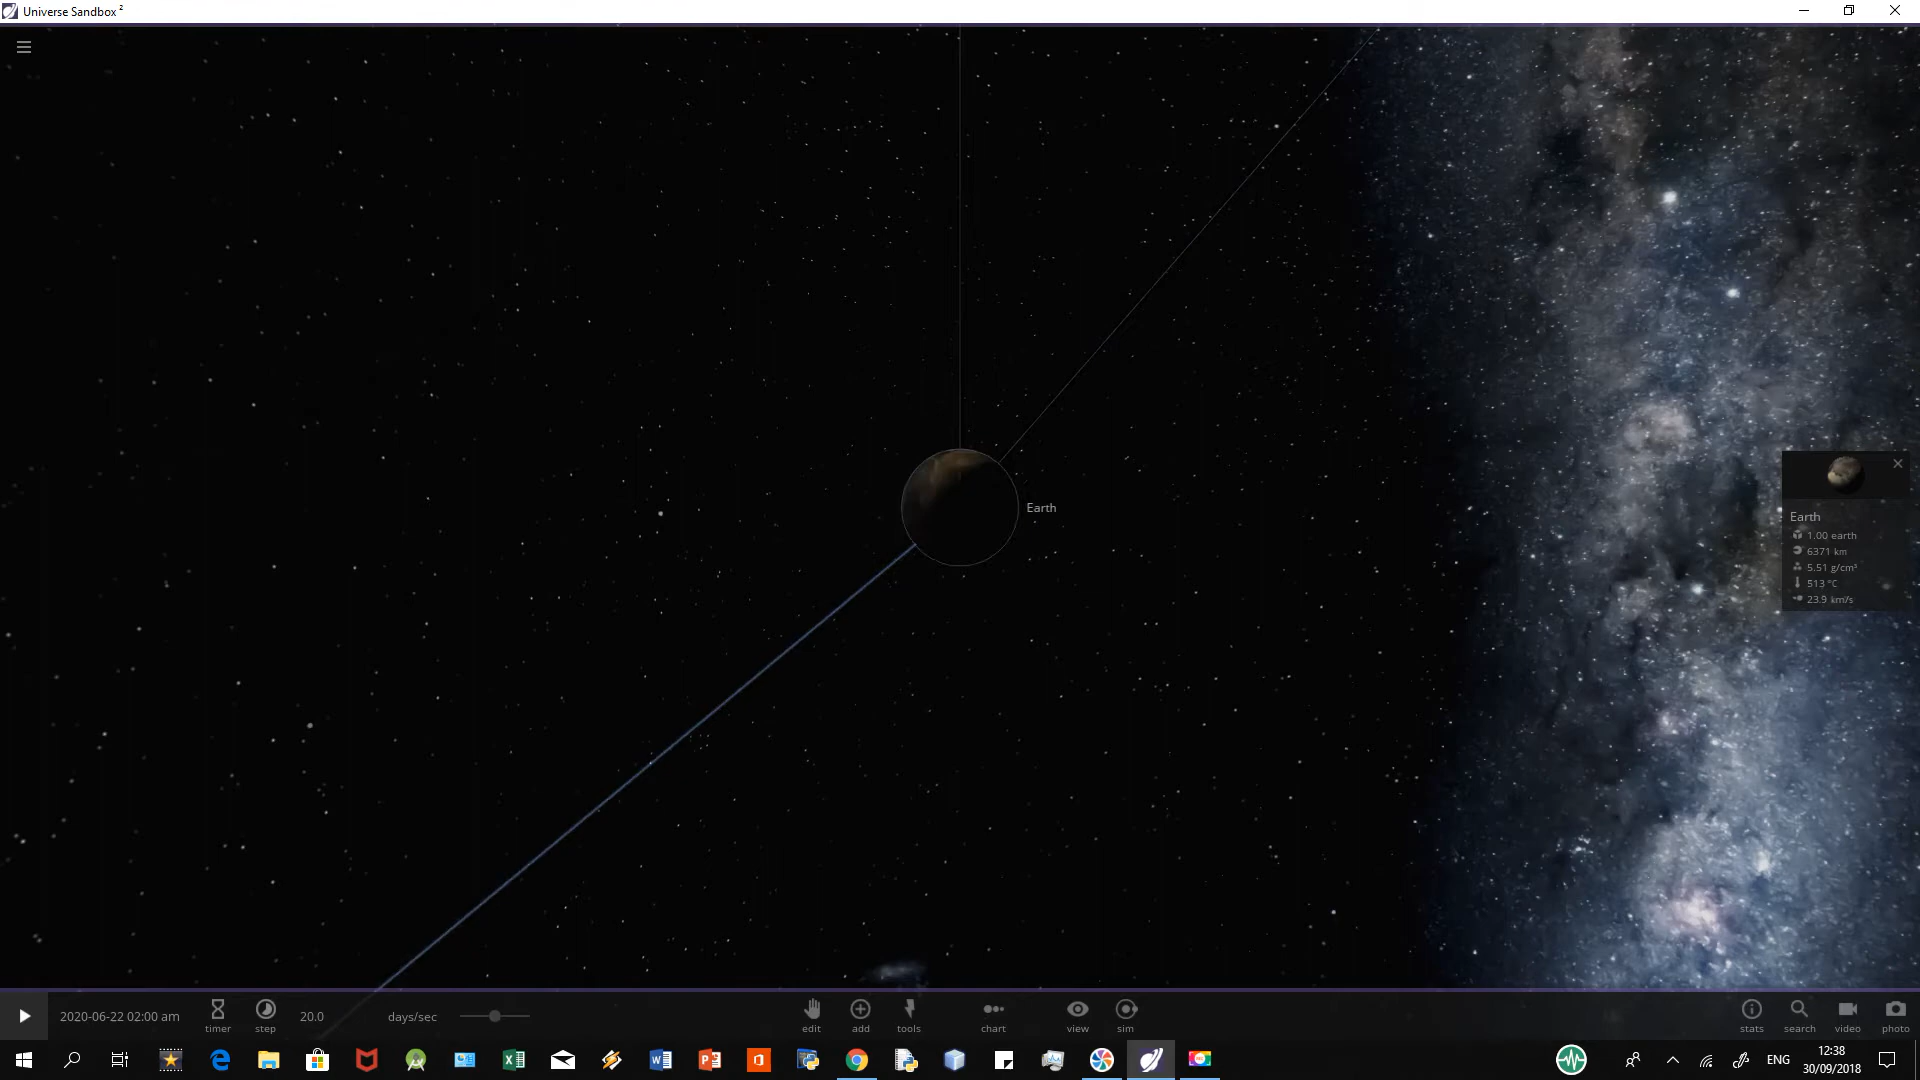 Universe Sandbox ²
Earth
Earth
1.00 earth
6371 km
5.51 g/cm³
513 °C
23.9 km/s
2020-06-22 02:00 am
timer
step
20.0
days/sec
edit
add
tools
chart
view
sim
stats
search
video
photo
ENG
12:38
30/09/2018